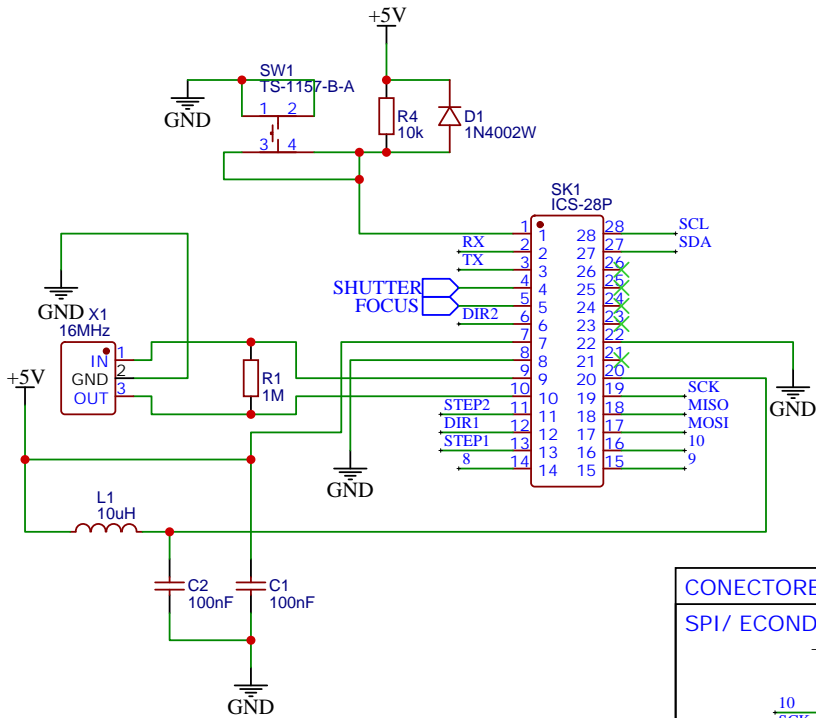 +5V
SW1
TS-1157-B-A
GND
1 2
3 4
R4
10k
D1
1N4002W
SK1
ICS-28P
1 1 28 28 SCL
RX 2 2 27 27 SDA
TX 3 3 26 26
SHUTTER 4 4 25 25
FOCUS 5 5 24 24
DIR2 6 6 23 23
7 7 22 22
8 8 21 21
9 9 20 20
10 10 19 19 SCK
STEP2 11 11 18 18 MISO
DIR1 12 12 17 17 MOSI
STEP1 13 13 16 16 10
8 14 14 15 15 9
GND
GND
X1
16MHz
IN 1
GND 2
OUT 3
R1
1M
+5V
GND
L1
10uH
C2
100nF
C1
100nF
GND
CONECTORE
SPI/ ECOND
10